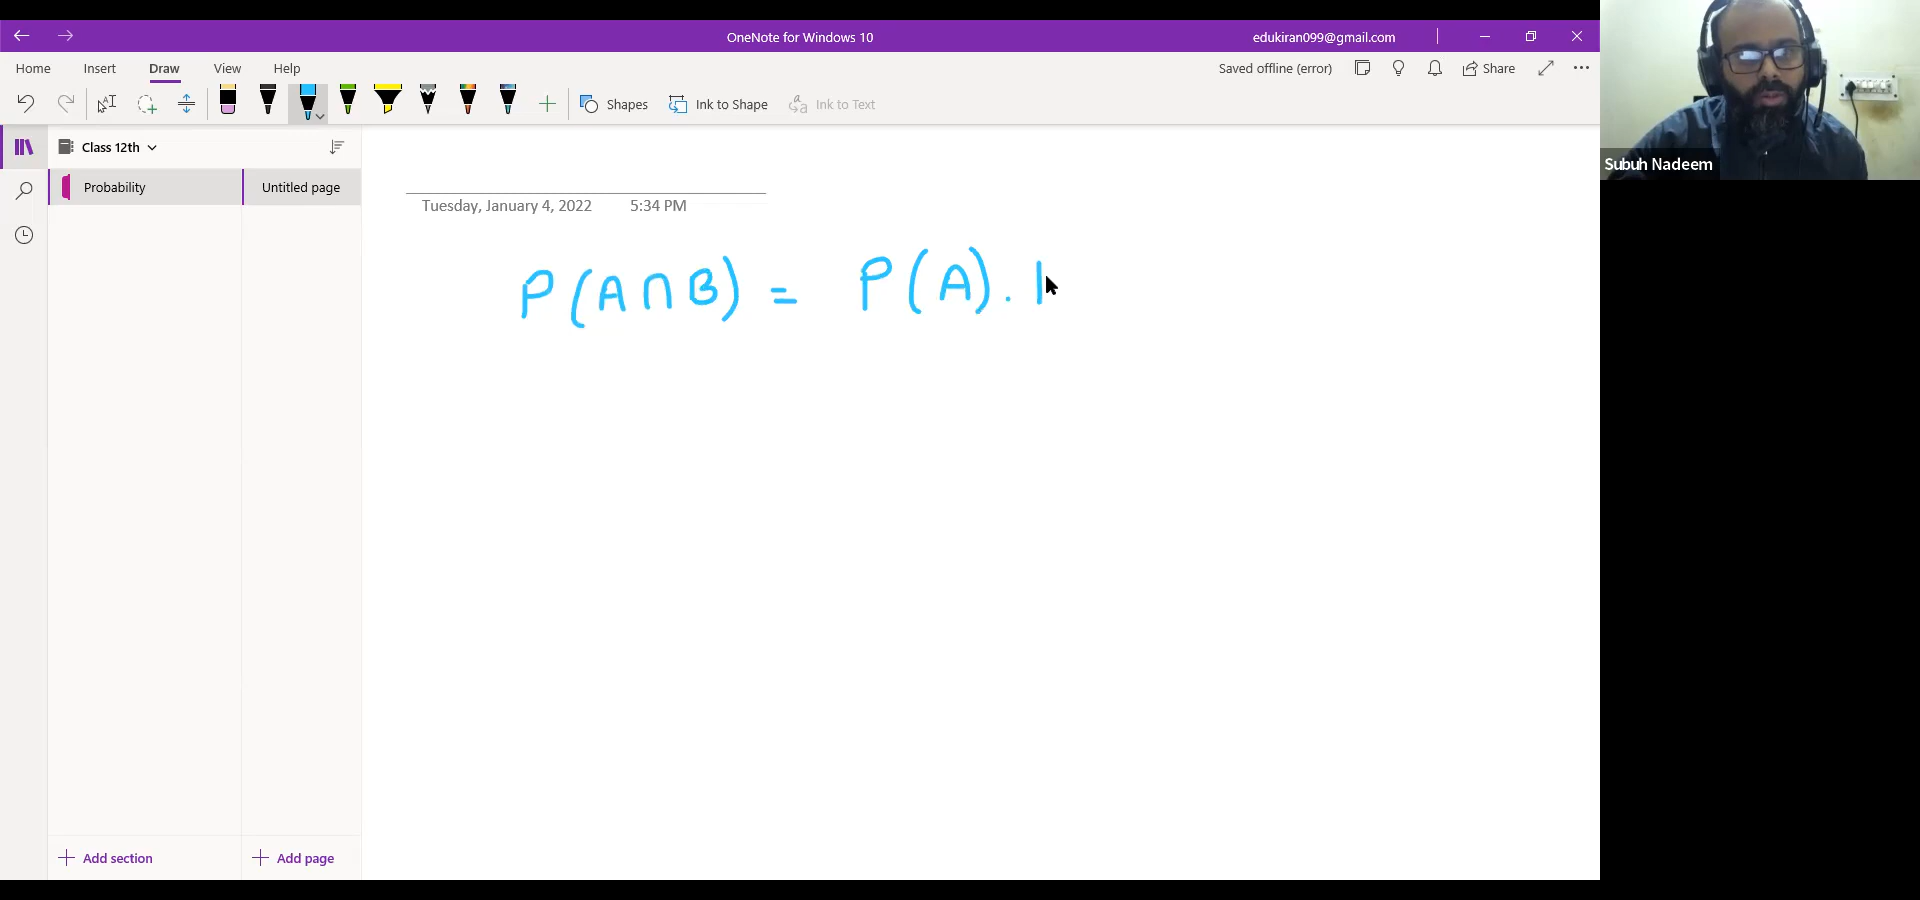 OneNote for Windows 10
edukiran099@gmail.com
Home Insert Draw View Help
Saved offline (error)
Share
Shapes
Ink to Shape
Ink to Text
Class 12th
Probability
Untitled page
Tuesday, January 4, 2022 5:34 PM
P(A∩B) = P(A).
Add section
Add page
Subuh Nadeem